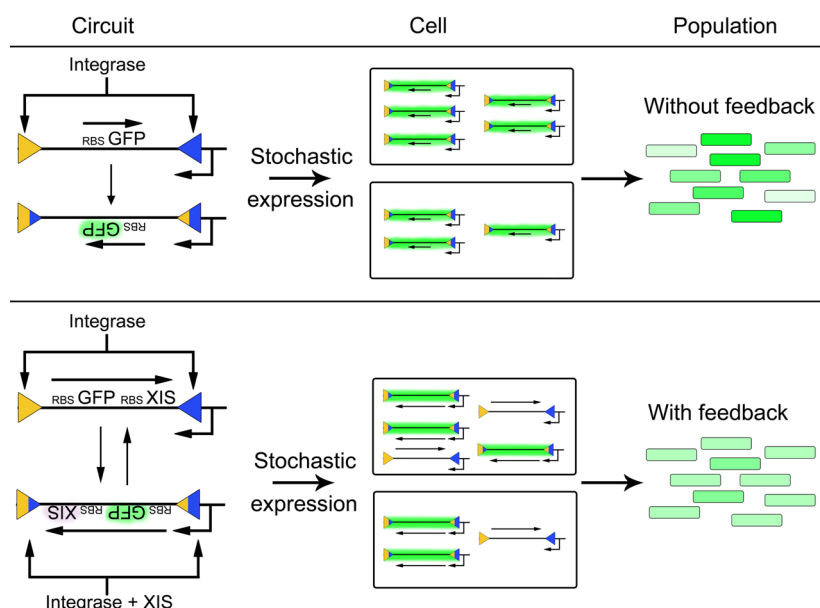 Circuit
Cell
Population
Integrase
RBS GFP
RBS GFP
Stochastic
expression
Without feedback
Integrase
RBS GFP RBS XIS
RBS GFP RBS XIS
Integrase + XIS
Stochastic
expression
With feedback